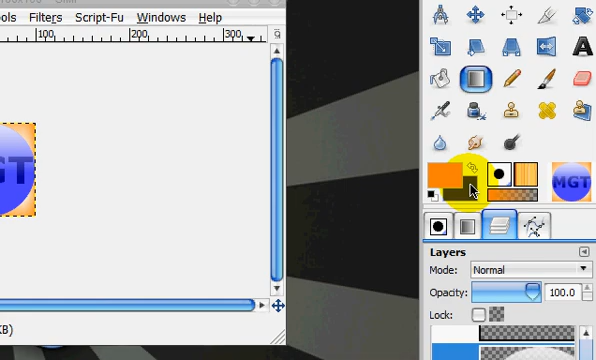 ols Filters Script-Fu Windows Help
100 200 300
MGT
A
MGT
Layers
Mode: Normal
Opacity: 100.0
Lock:
KB)